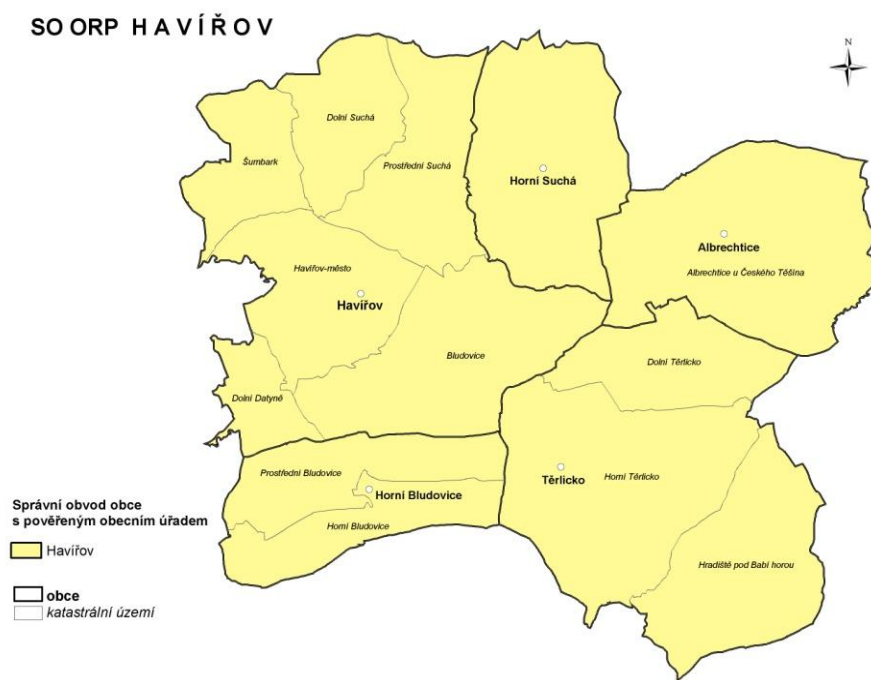 SO ORP HAVÍŘOV
N
Dolní Suchá
Šumbark
Prostřední Suchá
Horní Suchá
Albrechtice
Albrechtice u Českého Těšína
Havířov-město
Havířov
Bludovice
Dolní Těrlicko
Dolní Datyně
Prostřední Bludovice
Těrlicko
Horní Těrlicko
Horní Bludovice
Horní Bludovice
Hradiště pod Babí horou
Správní obvod obce
s pověřeným obecním úřadem
Havířov
obce
katastrální území